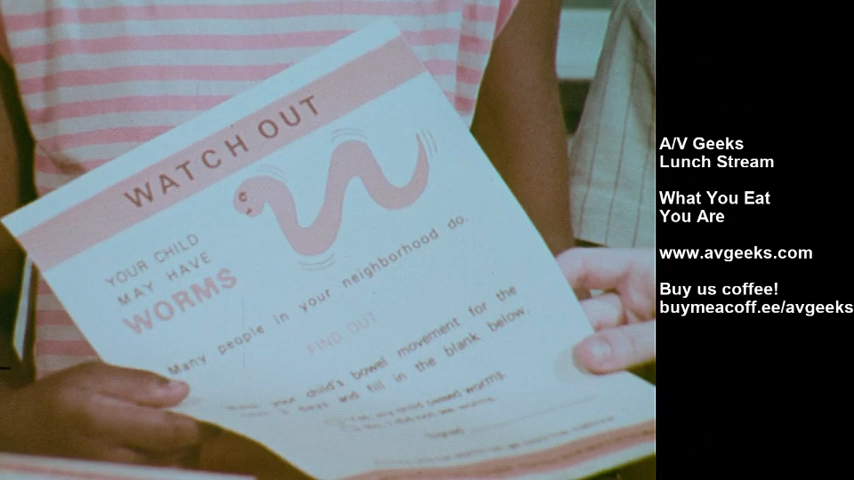 WATCH OUT
YOUR CHILD
MAY HAVE
WORMS
Many people in your neighborhood do.
FIND OUT
your child's bowel movement for the
days and fill in the blank below.
A/V Geeks
Lunch Stream
What You Eat
You Are
www.avgeeks.com
Buy us coffee!
buymeacoff.ee/avgeeks